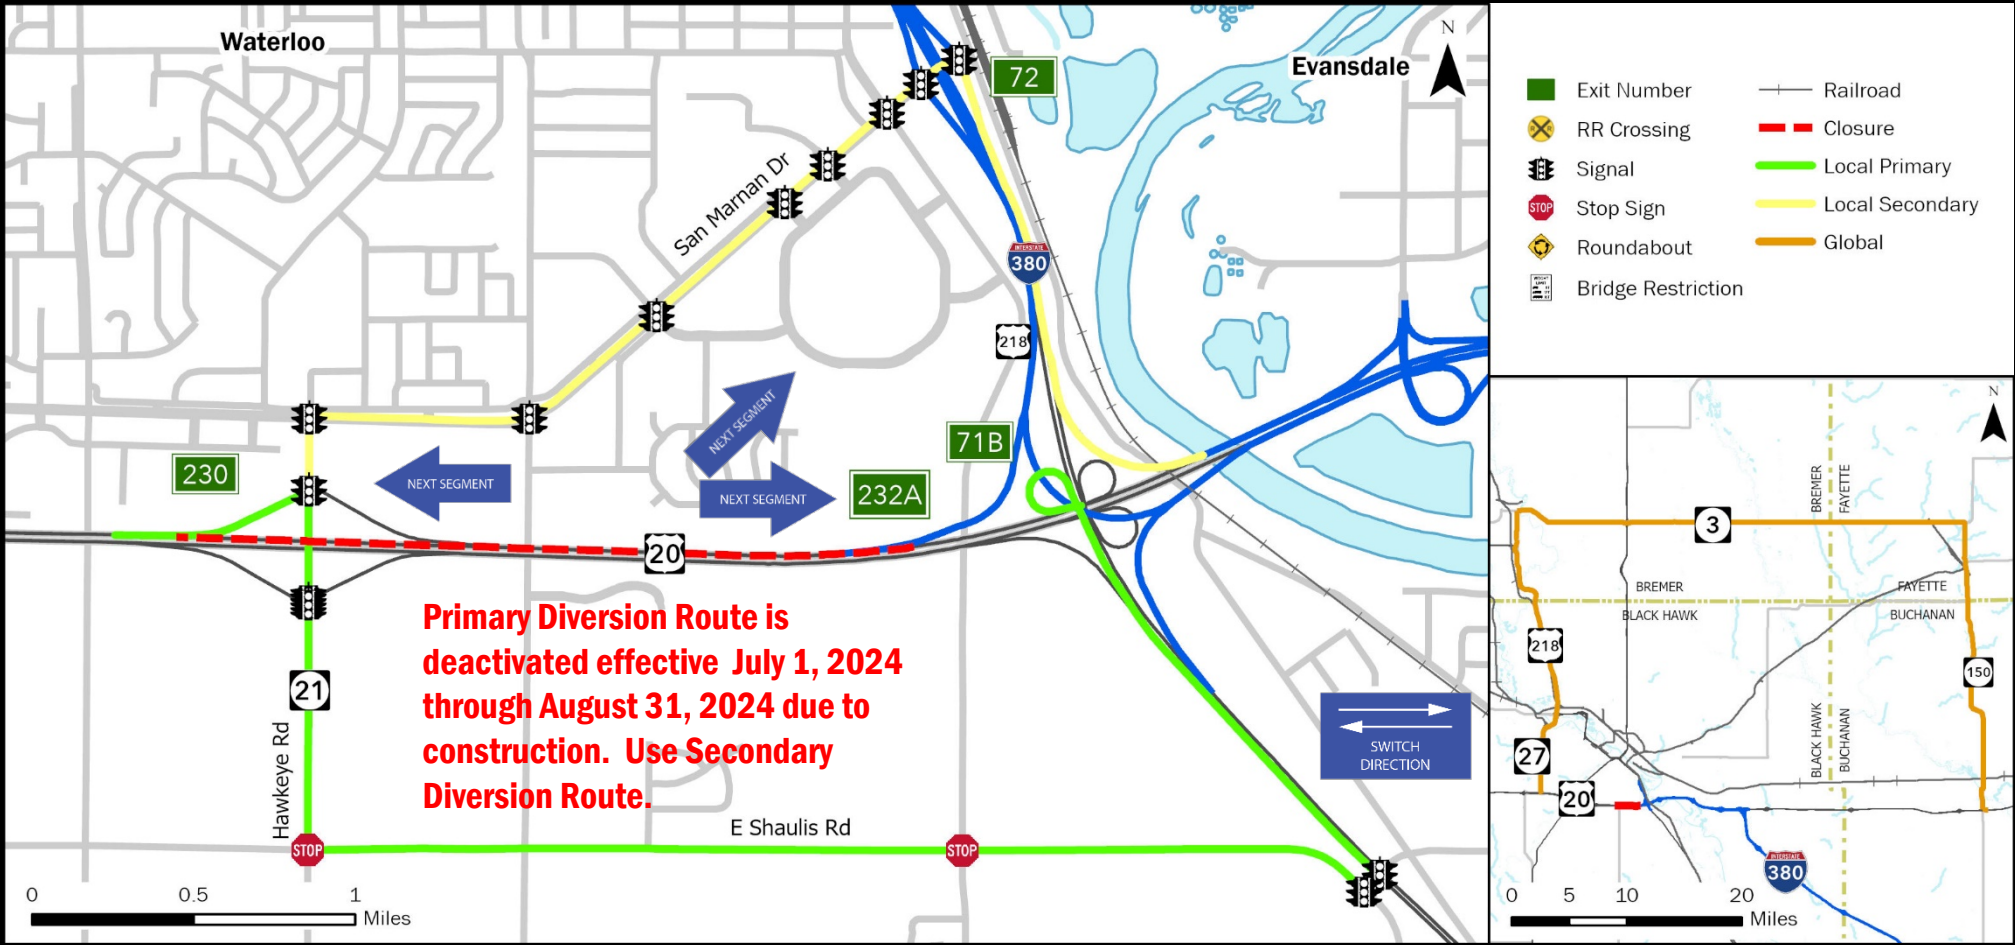 Waterloo
Evansdale
N
72
San Marnan Dr
INTERSTATE
380
218
NEXT SEGMENT
71B
230
NEXT SEGMENT
NEXT SEGMENT
232A
20
Primary Diversion Route is
deactivated effective July 1, 2024
through August 31, 2024 due to
construction. Use Secondary
Diversion Route.
21
Hawkeye Rd
SWITCH
DIRECTION
E Shaulis Rd
STOP
STOP
0 0.5 1
Miles
Exit Number
RR Crossing
Signal
STOP
Stop Sign
Roundabout
Bridge Restriction
Railroad
Closure
Local Primary
Local Secondary
Global
N
3
BREMER
FAYETTE
BREMER
BLACK HAWK
FAYETTE
BUCHANAN
218
150
BLACK HAWK
BUCHANAN
27
20
INTERSTATE
380
0 5 10 20
Miles